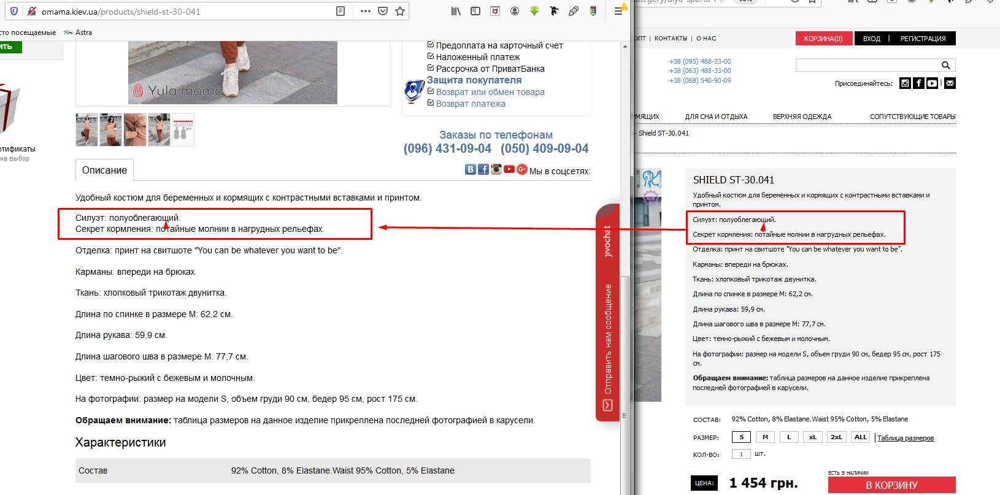 omama.kiev.ua/products/shield-st-30-041
сто посещаемые
Astra
ить
Yula mama
Предоплата на карточный счет
Наложенный платеж
Рассрочка от ПриватБанка
Защита покупателя
Возврат или обмен товара
Возврат платежа
ртификаты
на выбор
Заказы по телефонам
(096) 431-09-04 (050) 409-09-04
Описание
Мы в соцсетях:
Удобный костюм для беременных и кормящих с контрастными вставками и принтом.
Силуэт: полуоблегающий.
Секрет кормления: потайные молнии в нагрудных рельефах.
Отделка: принт на свитшоте "You can be whatever you want to be".
Карманы: впереди на брюках.
Ткань: хлопковый трикотаж двунитка.
Длина по спинке в размере М: 62,2 см.
Длина рукава: 59,9 см.
Длина шагового шва в размере М: 77,7 см.
Цвет: темно-рыжий с бежевым и молочным.
На фотографии: размер на модели S, объем груди 90 см, бедер 95 см, рост 175 см.
Обращаем внимание: таблица размеров на данное изделие прикреплена последней фотографией в карусели.
Характеристики
Состав 92% Cotton, 8% Elastane.Waist 95% Cotton, 5% Elastane
jivochat
Отправить нам сообщение
90%
ОПТ | КОНТАКТЫ | О НАС
КОРЗИНА(0)
ВХОД | РЕГИСТРАЦИЯ
+38 (095) 488-33-00
+38 (063) 488-33-00
+38 (068) 540-90-09
Присоединяйтесь:
РМЯЩИХ ДЛЯ СНА И ОТДЫХА ВЕРХНЯЯ ОДЕЖДА СОПУТСТВУЮЩИЕ ТОВАРЫ
- Shield ST-30.041
NEW
SHIELD ST-30.041
Удобный костюм для беременных и кормящих с контрастными вставками и
принтом.
Силуэт: полуоблегающий.
Секрет кормления: потайные молнии в нагрудных рельефах.
Отделка: принт на свитшоте "You can be whatever you want to be".
Карманы: впереди на брюках.
Ткань: хлопковый трикотаж двунитка.
Длина по спинке в размере М: 62,2 см.
Длина рукава: 59,9 см.
Длина шагового шва в размере М: 77,7 см.
Цвет: темно-рыжий с бежевым и молочным.
На фотографии: размер на модели S, объем груди 90 см, бедер 95 см, рост 175
см.
Обращаем внимание: таблица размеров на данное изделие прикреплена
последней фотографией в карусели.
СОСТАВ: 92% Cotton, 8% Elastane.Waist 95% Cotton, 5% Elastane
РАЗМЕР: S M L xL 2xL ALL Таблица размеров
КОЛ-ВО: 1 шт.
ЦЕНА: 1 454 грн.
ЕСТЬ В НАЛИЧИИ
В КОРЗИНУ